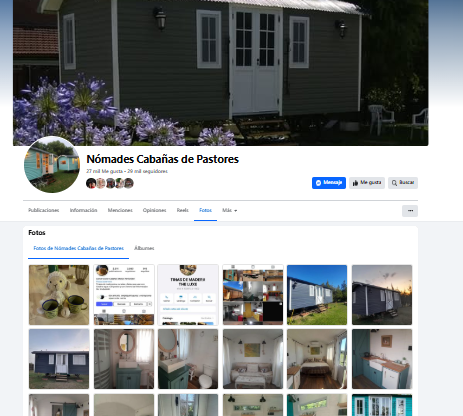 Nómades Cabañas de Pastores
27 mil Me gusta • 29 mil seguidores
Mensaje
Me gusta
Buscar
Publicaciones
Información
Menciones
Opiniones
Reels
Fotos
Más
Fotos
Fotos de Nómades Cabañas de Pastores
Álbumes
TINAS DE MADERA
THE LUXE